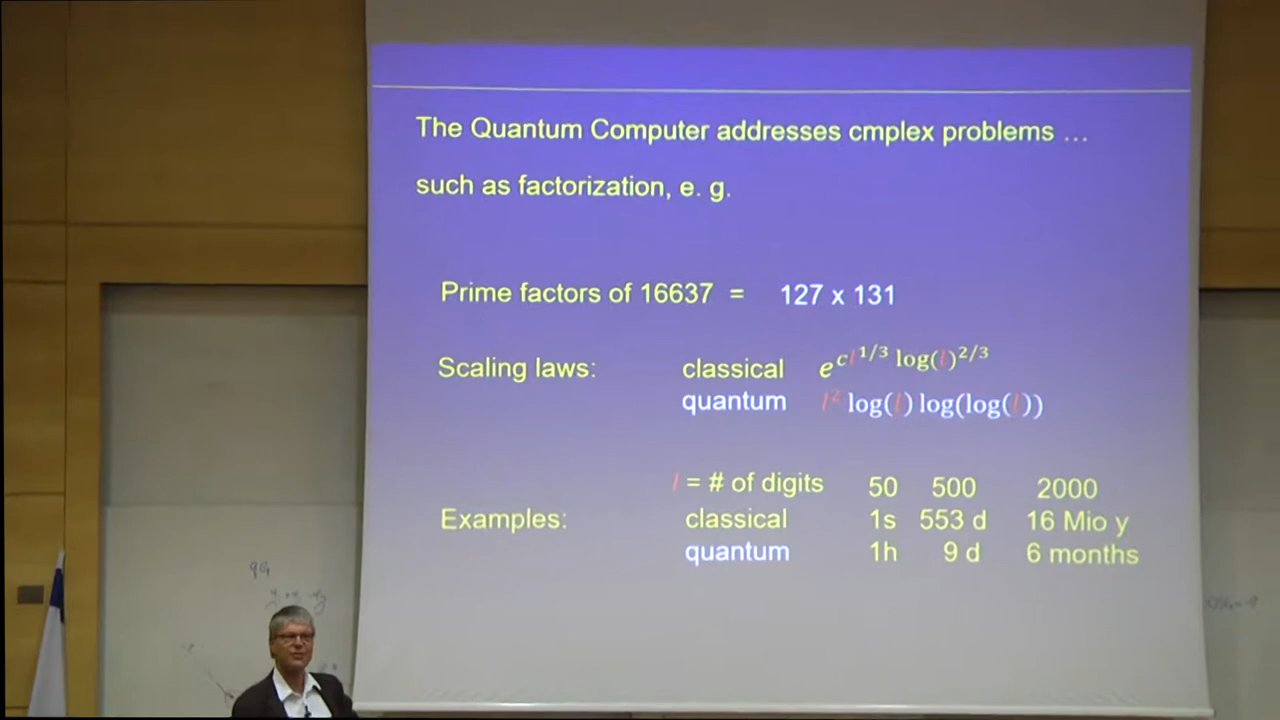 The Quantum Computer addresses cmplex problems …
such as factorization, e. g.
Prime factors of 16637 = 127 x 131
Scaling laws: classical e^{c l^{1/3} log(l)^{2/3}}
quantum l² log(l) log(log(l))
l = # of digits 50 500 2000
Examples: classical 1s 553 d 16 Mio y
quantum 1h 9 d 6 months